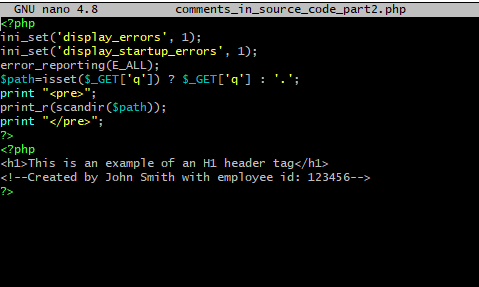 GNU nano 4.8 comments_in_source_code_part2.php
<?php
ini_set('display_errors', 1);
ini_set('display_startup_errors', 1);
error_reporting(E_ALL);
$path=isset($_GET['q']) ? $_GET['q'] : '.';
print "<pre>";
print_r(scandir($path));
print "</pre>";
?>
<?php
<h1>This is an example of an H1 header tag</h1>
<!--Created by John Smith with employee id: 123456-->
?>